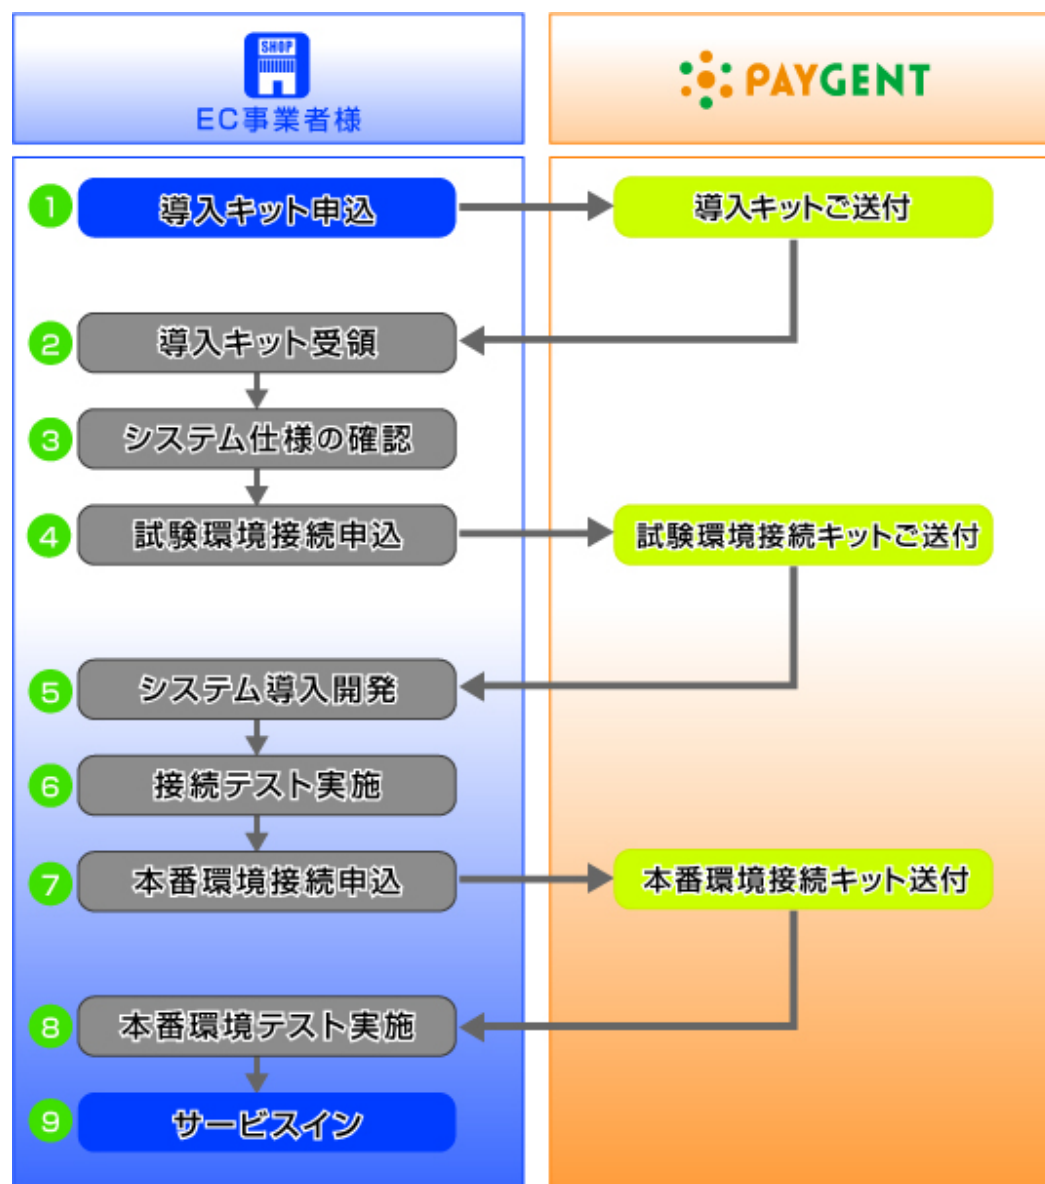 SHOP
EC事業者様
PAYGENT
1 導入キット申込
導入キットご送付
2 導入キット受領
3 システム仕様の確認
4 試験環境接続申込
試験環境接続キットご送付
5 システム導入開発
6 接続テスト実施
7 本番環境接続申込
本番環境接続キット送付
8 本番環境テスト実施
9 サービスイン